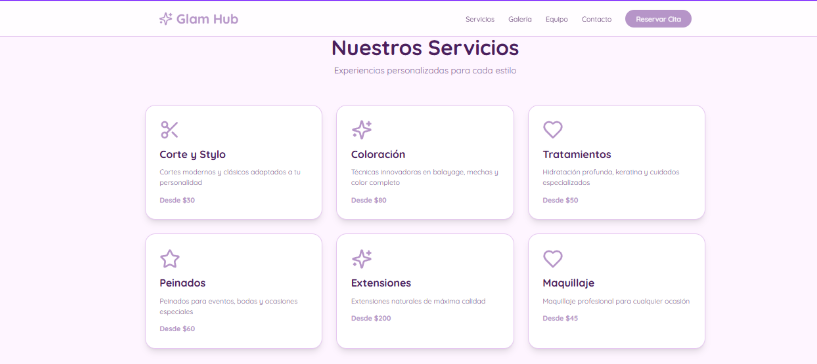 Glam Hub
Servicios
Galería
Equipo
Contacto
Reservar Cita
Nuestros Servicios
Experiencias personalizadas para cada estilo
Corte y Stylo
Cortes modernos y clásicos adaptados a tu
personalidad
Desde $30
Coloración
Técnicas innovadoras en balayage, mechas y
color completo
Desde $80
Tratamientos
Hidratación profunda, keratina y cuidados
especializados
Desde $50
Peinados
Peinados para eventos, bodas y ocasiones
especiales
Desde $60
Extensiones
Extensiones naturales de máxima calidad
Desde $200
Maquillaje
Maquillaje profesional para cualquier ocasión
Desde $45